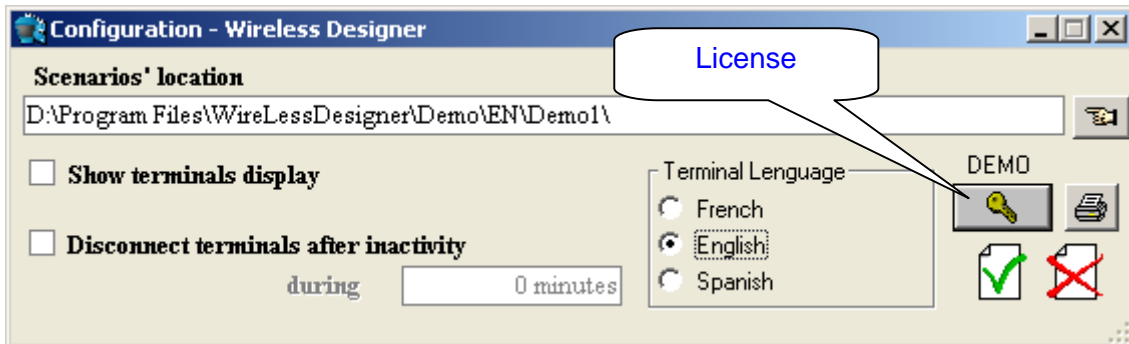 Configuration - Wireless Designer
License
Scenarios' location
D:\Program Files\WireLessDesigner\Demo\EN\Demo1\
Show terminals display
Terminal Lenguage
DEMO
French
Disconnect terminals after inactivity
English
during
0 minutes
Spanish